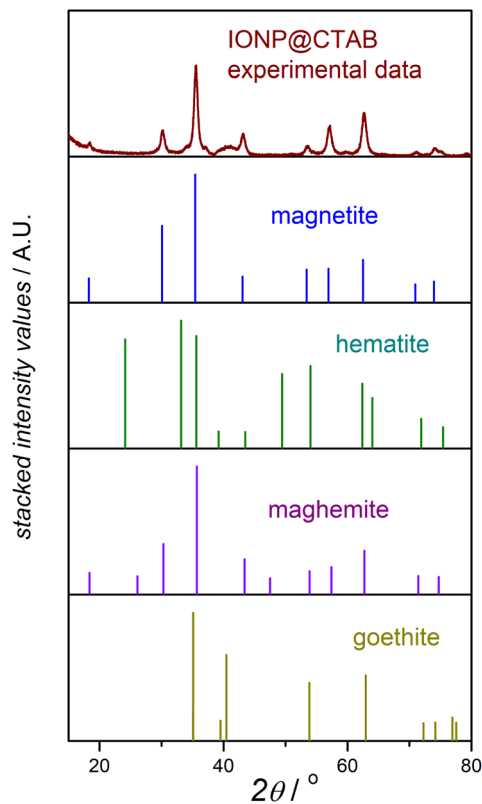 IONP@CTAB
experimental data
magnetite
hematite
maghemite
goethite
stacked intensity values / A.U.
20
40
60
80
2θ / °